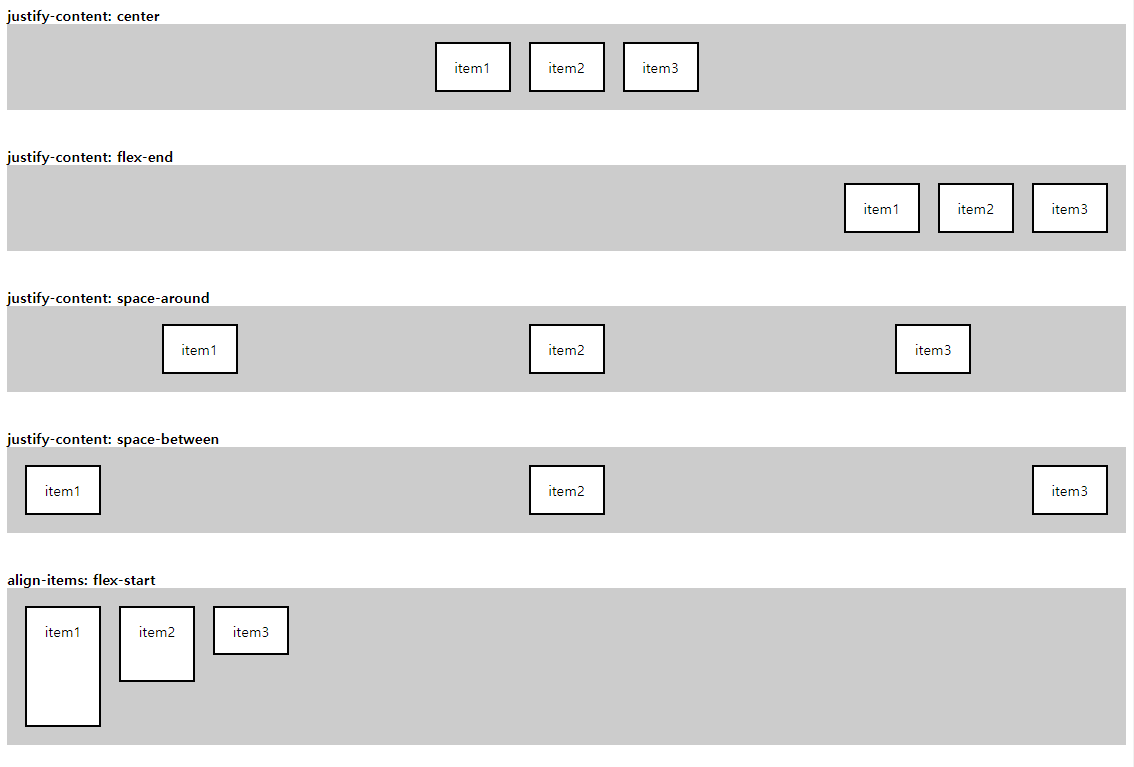 justify-content: center
item1 item2 item3
justify-content: flex-end
item1 item2 item3
justify-content: space-around
item1 item2 item3
justify-content: space-between
item1 item2 item3
align-items: flex-start
item1 item2 item3